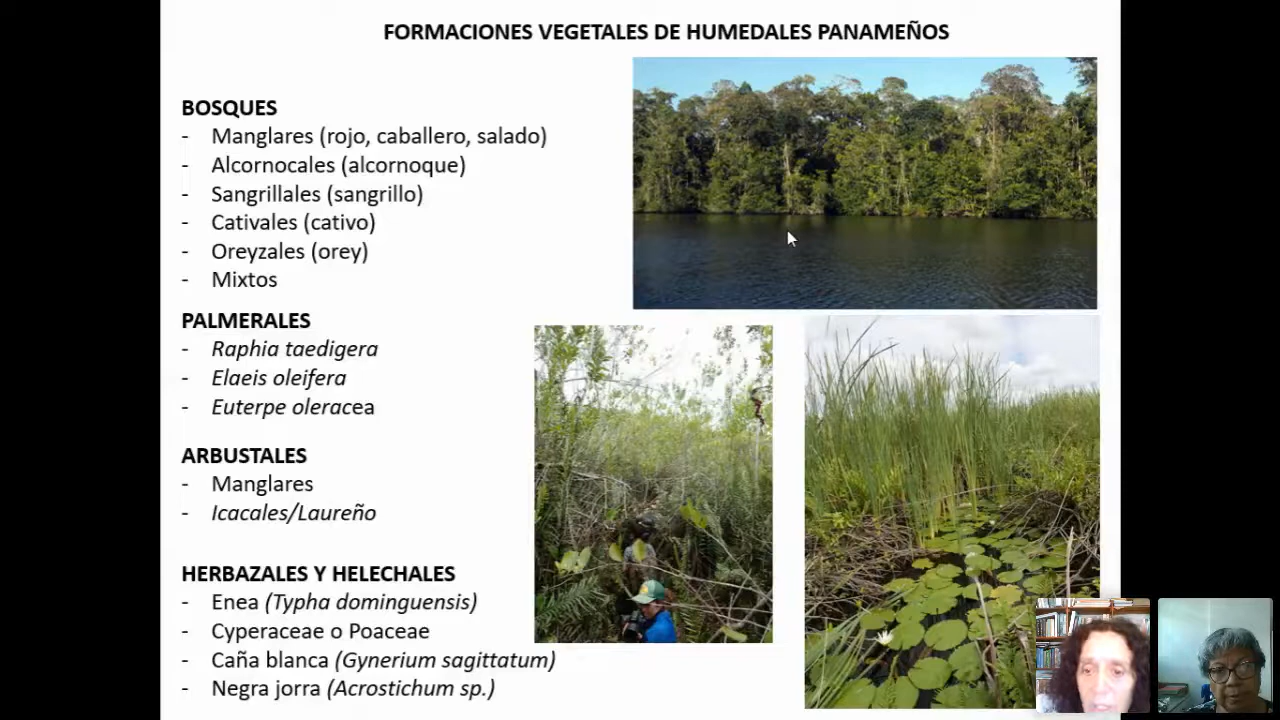 FORMACIONES VEGETALES DE HUMEDALES PANAMEÑOS
BOSQUES
- Manglares (rojo, caballero, salado)
- Alcornocales (alcornoque)
- Sangrillales (sangrillo)
- Cativales (cativo)
- Oreyzales (orey)
- Mixtos
PALMERALES
- Raphia taedigera
- Elaeis oleifera
- Euterpe oleracea
ARBUSTALES
- Manglares
- Icacales/Laureño
HERBAZALES Y HELECHALES
- Enea (Typha dominguensis)
- Cyperaceae o Poaceae
- Caña blanca (Gynerium sagittatum)
- Negra jorra (Acrostichum sp.)